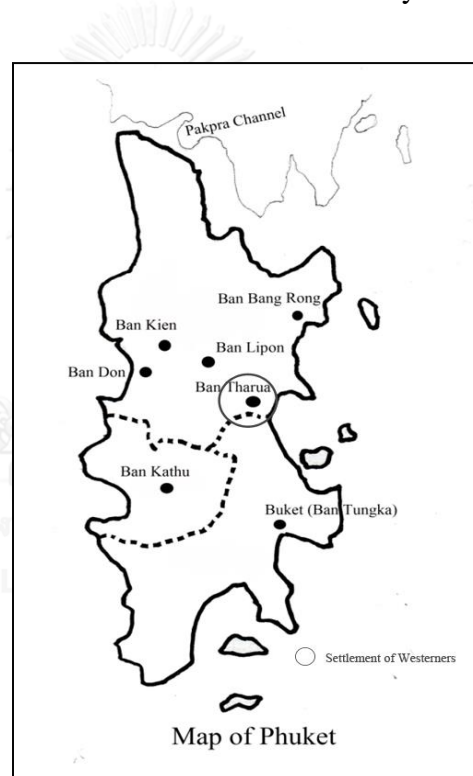 Pakpra Channel
Ban Bang Rong
Ban Kien
Ban Lipon
Ban Don
Ban Tharua
Ban Kathu
Buket (Ban Tungka)
Settlement of Westerners
Map of Phuket